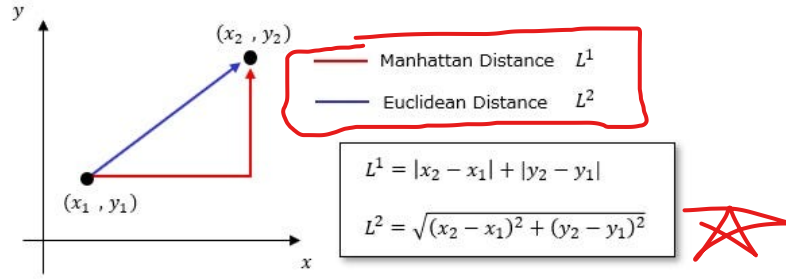 y
(x₂ , y₂)
Manhattan Distance L¹
Euclidean Distance L²
L¹ = |x₂ − x₁| + |y₂ − y₁|
(x₁ , y₁)
L² = √(x₂ − x₁)² + (y₂ − y₁)²
x